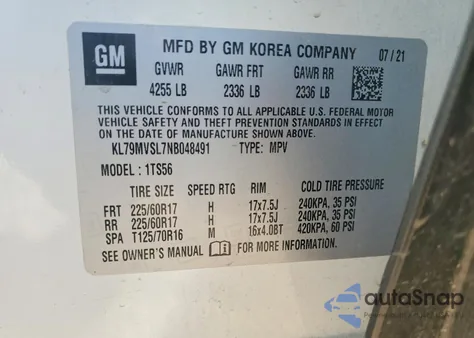 GM
MFD BY GM KOREA COMPANY 07/21
GVWR GAWR FRT GAWR RR
4255 LB 2336 LB 2336 LB
THIS VEHICLE CONFORMS TO ALL APPLICABLE U.S. FEDERAL MOTOR
VEHICLE SAFETY AND THEFT PREVENTION STANDARDS IN EFFECT ON
THE DATE OF MANUFACTURE SHOWN ABOVE.
KL79MVSL7NB048491 TYPE: MPV
MODEL : 1TS56
TIRE SIZE SPEED RTG RIM COLD TIRE PRESSURE
FRT 225/60R17 H 17x7.5J 240KPA, 35 PSI
RR 225/60R17 H 17x7.5J 240KPA, 35 PSI
SPA T125/70R16 M 16x4.0BT 420KPA, 60 PSI
SEE OWNER'S MANUAL FOR MORE INFORMATION.
autoSnap
www.autosnap.com